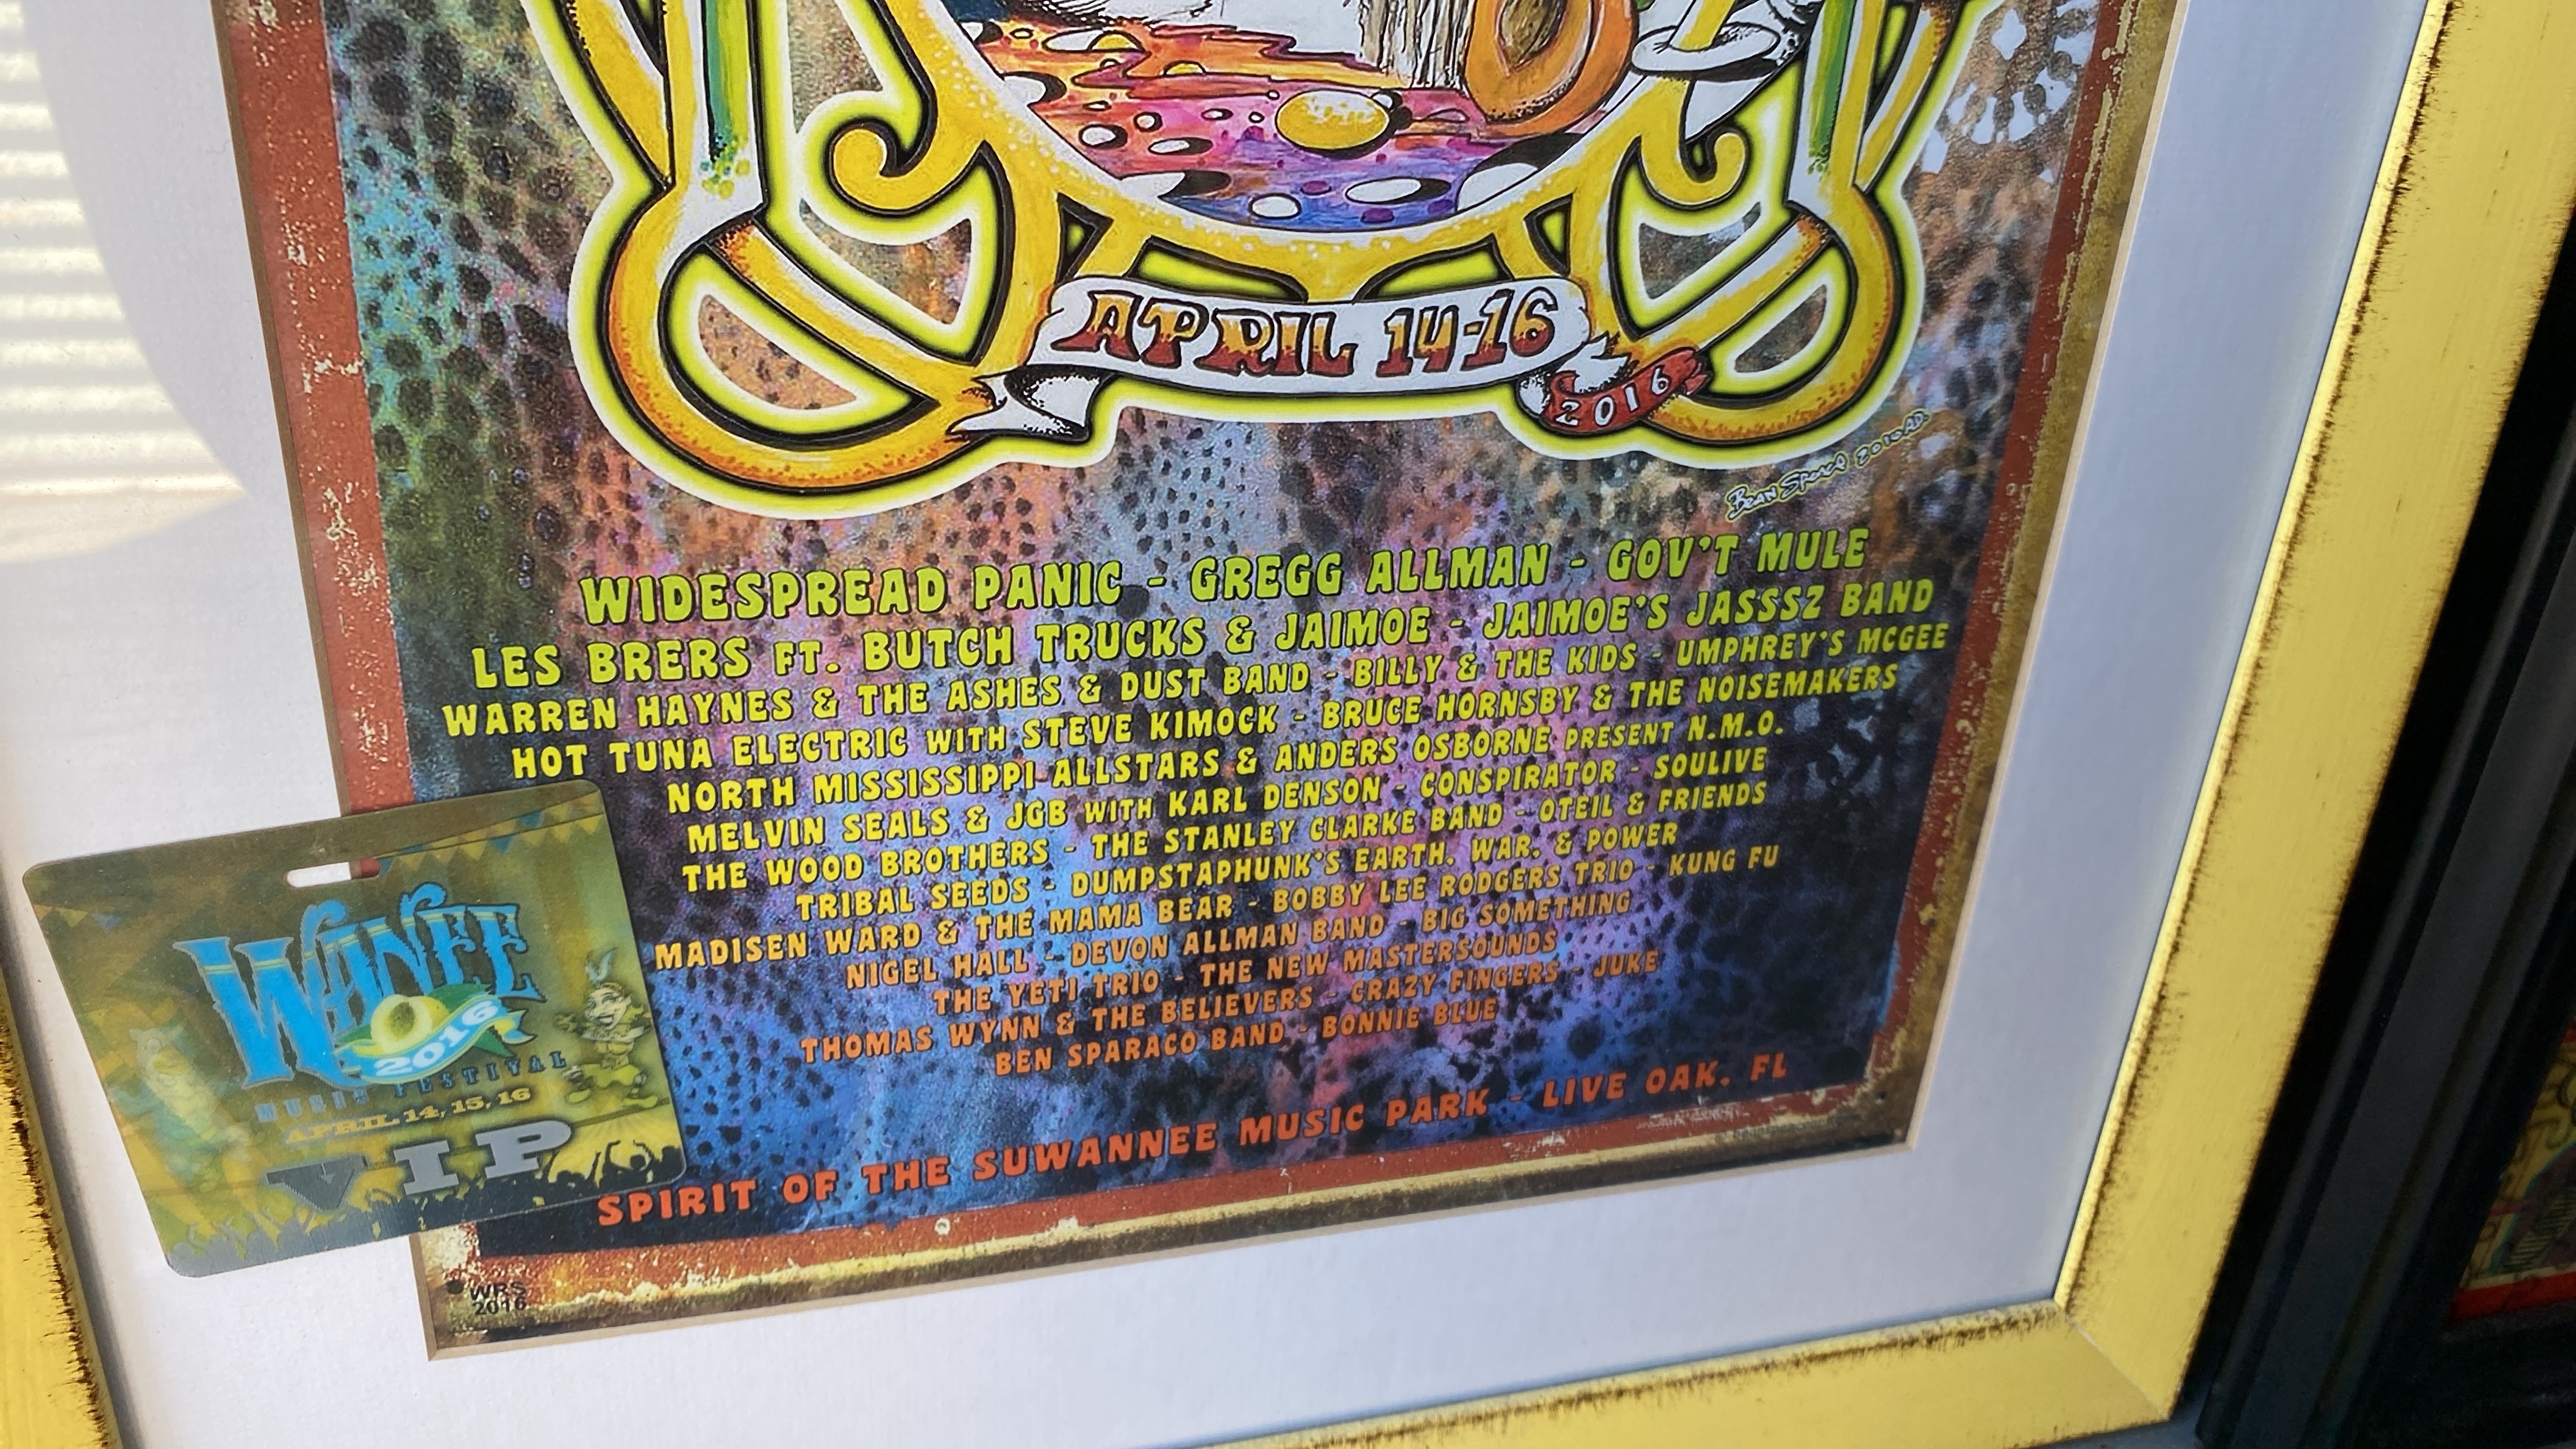 APRIL 14-16
2016
BEAN SPENCE 2010 A.D.
WIDESPREAD PANIC - GREGG ALLMAN - GOV'T MULE
LES BRERS FT. BUTCH TRUCKS & JAIMOE - JAIMOE'S JASSSZ BAND
WARREN HAYNES & THE ASHES & DUST BAND - BILLY & THE KIDS - UMPHREY'S MCGEE
HOT TUNA ELECTRIC WITH STEVE KIMOCK - BRUCE HORNSBY & THE NOISEMAKERS
NORTH MISSISSIPPI ALLSTARS & ANDERS OSBORNE PRESENT N.M.O.
MELVIN SEALS & JGB WITH KARL DENSON - CONSPIRATOR - SOULIVE
THE WOOD BROTHERS - THE STANLEY CLARKE BAND - OTEIL & FRIENDS
TRIBAL SEEDS - DUMPSTAPHUNK'S EARTH, WAR, & POWER
MADISEN WARD & THE MAMA BEAR - BOBBY LEE RODGERS TRIO - KUNG FU
NIGEL HALL - DEVON ALLMAN BAND - BIG SOMETHING
THE YETI TRIO - THE NEW MASTERSOUNDS
THOMAS WYNN & THE BELIEVERS - CRAZY FINGERS - JUKE
BEN SPARACO BAND - BONNIE BLUE
SPIRIT OF THE SUWANNEE MUSIC PARK - LIVE OAK, FL
WANEE
2016
MUSIC FESTIVAL
APRIL 14, 15, 16
VIP
WRS
2016